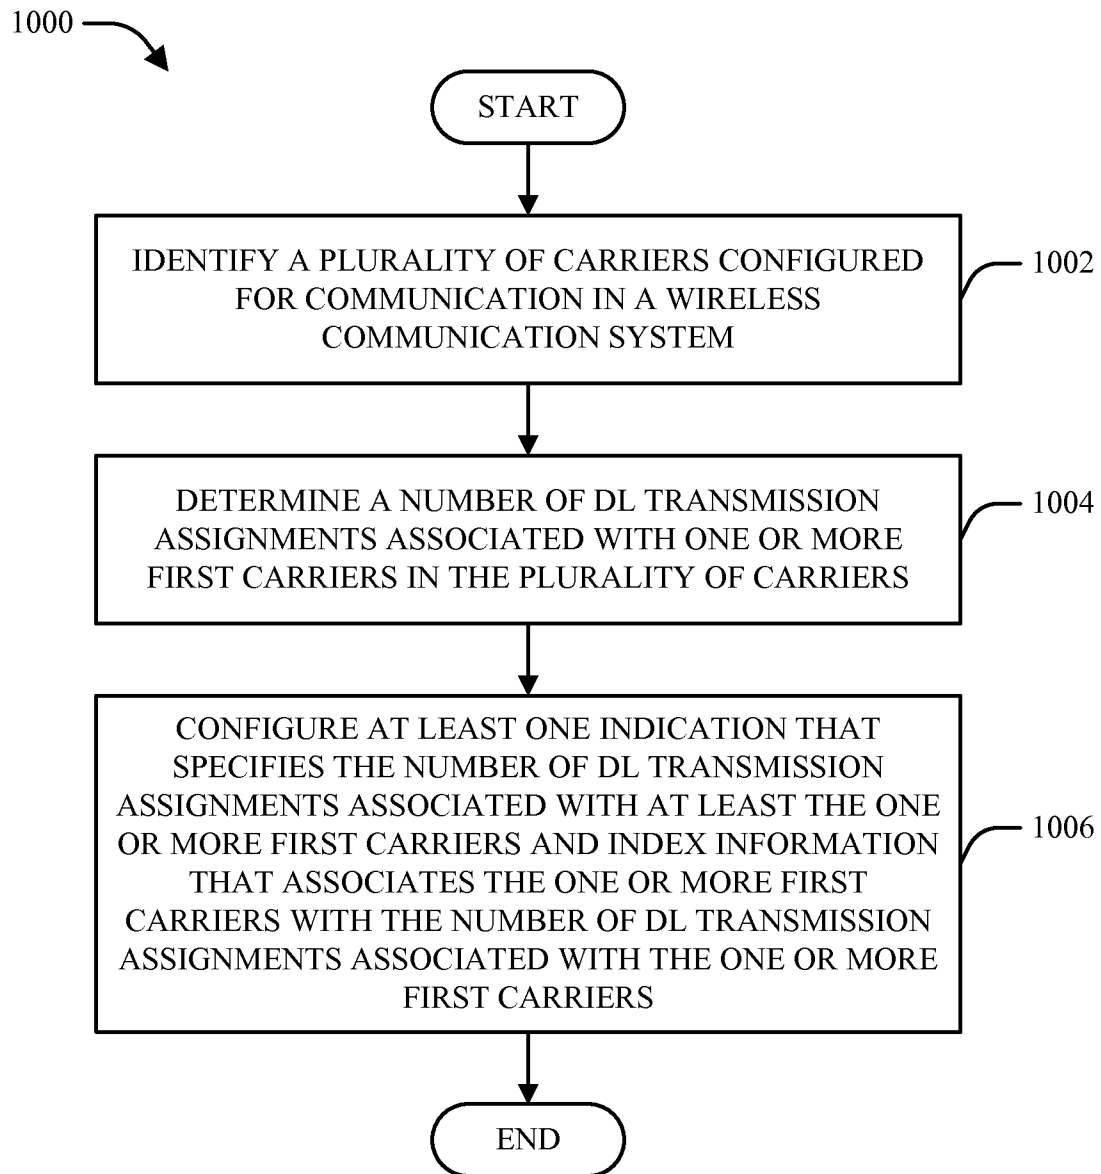 1000
START
IDENTIFY A PLURALITY OF CARRIERS CONFIGURED
FOR COMMUNICATION IN A WIRELESS
COMMUNICATION SYSTEM
1002
DETERMINE A NUMBER OF DL TRANSMISSION
ASSIGNMENTS ASSOCIATED WITH ONE OR MORE
FIRST CARRIERS IN THE PLURALITY OF CARRIERS
1004
CONFIGURE AT LEAST ONE INDICATION THAT
SPECIFIES THE NUMBER OF DL TRANSMISSION
ASSIGNMENTS ASSOCIATED WITH AT LEAST THE ONE
OR MORE FIRST CARRIERS AND INDEX INFORMATION
THAT ASSOCIATES THE ONE OR MORE FIRST
CARRIERS WITH THE NUMBER OF DL TRANSMISSION
ASSIGNMENTS ASSOCIATED WITH THE ONE OR MORE
FIRST CARRIERS
1006
END